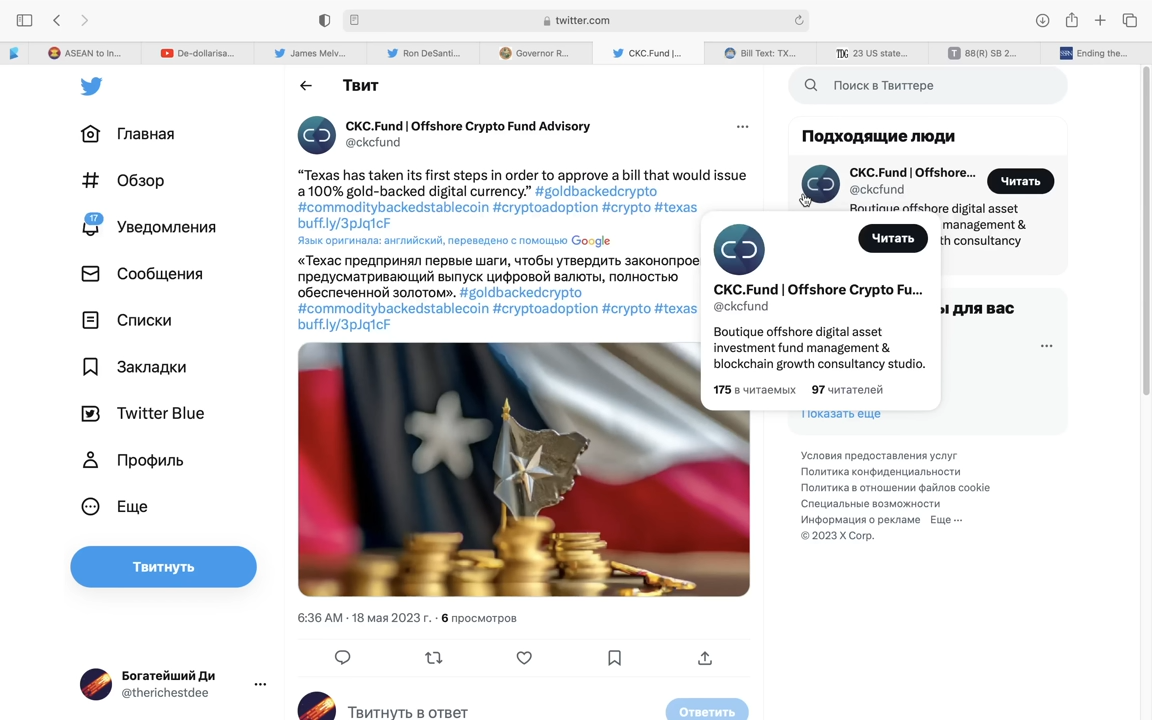 twitter.com
ASEAN to In...
De-dollarisa...
James Melv...
Ron DeSanti...
Governor R...
CKC.Fund |...
Bill Text: TX...
TDG 23 US state...
T 88(R) SB 2...
SSN Ending the...
Твит
Поиск в Твиттере
CKC.Fund | Offshore Crypto Fund Advisory
@ckfund
“Texas has taken its first steps in order to approve a bill that would issue
a 100% gold-backed digital currency.” #goldbackedcrypto
#commoditybackedstablecoin #cryptoadoption #crypto #texas
buff.ly/3pJq1cF
Язык оригинала: английский, переведено с помощью Google
«Техас предпринял первые шаги, чтобы утвердить законопрое
предусматривающий выпуск цифровой валюты, полностью
обеспеченной золотом». #goldbackedcrypto
#commoditybackedstablecoin #cryptoadoption #crypto #texas
buff.ly/3pJq1cF
6:36 AM · 18 мая 2023 г. · 6 просмотров
Твитнуть в ответ
Ответить
Главная
Обзор
17
Уведомления
Сообщения
Списки
Закладки
Twitter Blue
Профиль
Еще
Твитнуть
Богатейший Ди
@therichestdee
Подходящие люди
CKC.Fund | Offshore...
@ckcfund
Читать
Boutique offshore digital asset
management &
th consultancy
Читать
CKC.Fund | Offshore Crypto Fu...
@ckcfund
Boutique offshore digital asset
investment fund management &
blockchain growth consultancy studio.
175 в читаемых 97 читателей
ы для вас
Показать еще
Условия предоставления услуг
Политика конфиденциальности
Политика в отношении файлов cookie
Специальные возможности
Информация о рекламе Еще ···
© 2023 X Corp.